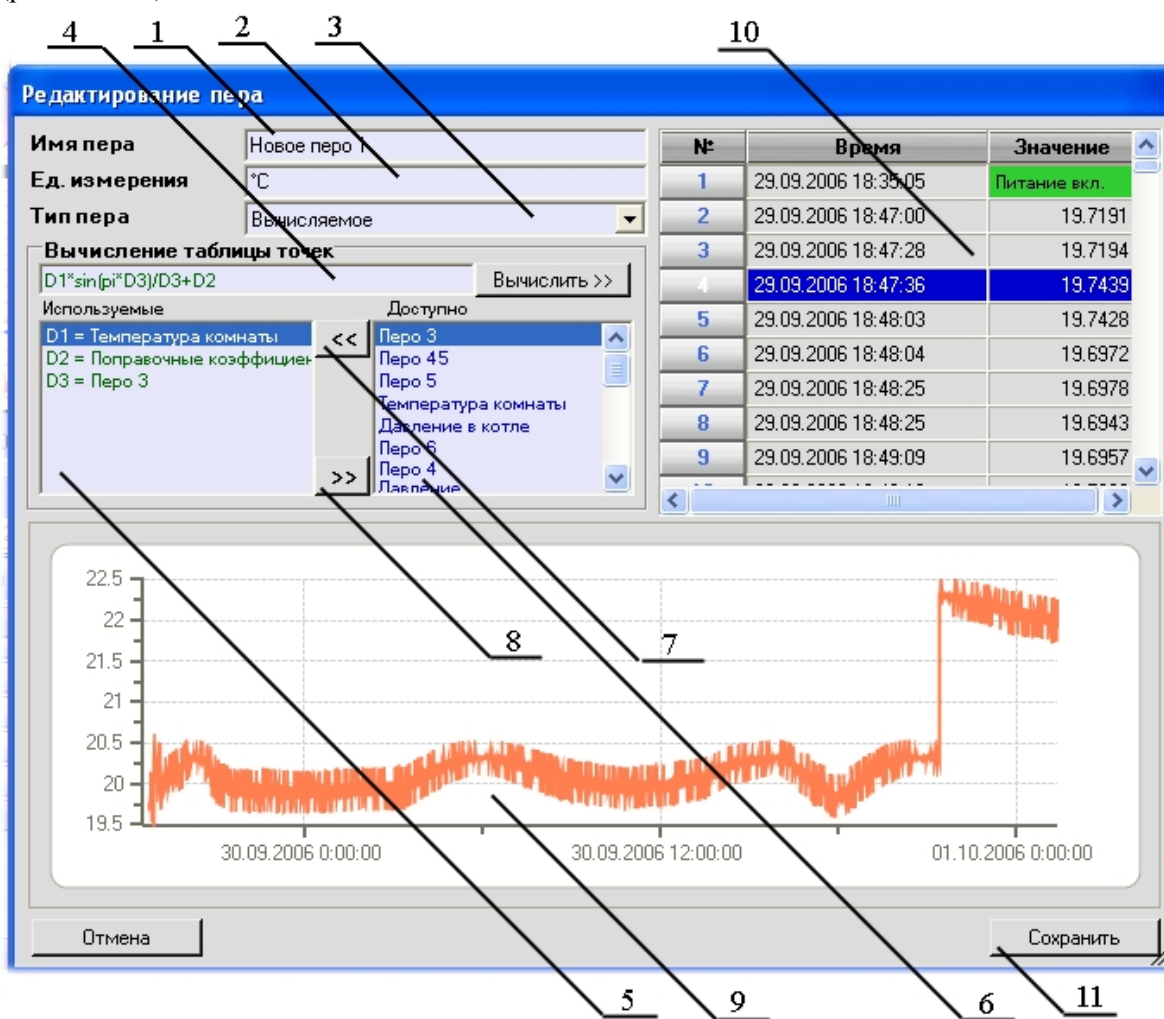 4 1 2 3 10
Редактирование пера
Имя пера Новое перо 1
Ед. измерения °C
Тип пера Вычисляемое
Вычисление таблицы точек
D1*sin(pi*D3)/D3+D2 Вычислить >>
Используемые Доступно
D1 = Температура комнаты
D2 = Поправочные коэффициен
D3 = Перо 3
<<
>>
Перо 3
Перо 45
Перо 5
Температура комнаты
Давление в котле
Перо 6
Перо 4
Давление
№ Время Значение
1 29.09.2006 18:35:05 Питание вкл.
2 29.09.2006 18:47:00 19.7191
3 29.09.2006 18:47:28 19.7194
4 29.09.2006 18:47:36 19.7439
5 29.09.2006 18:48:03 19.7428
6 29.09.2006 18:48:04 19.6972
7 29.09.2006 18:48:25 19.6978
8 29.09.2006 18:48:25 19.6943
9 29.09.2006 18:49:09 19.6957
22.5
22
21.5
21
20.5
20
19.5
8 7
30.09.2006 0:00:00 30.09.2006 12:00:00 01.10.2006 0:00:00
Отмена Сохранить
5 9 6 11